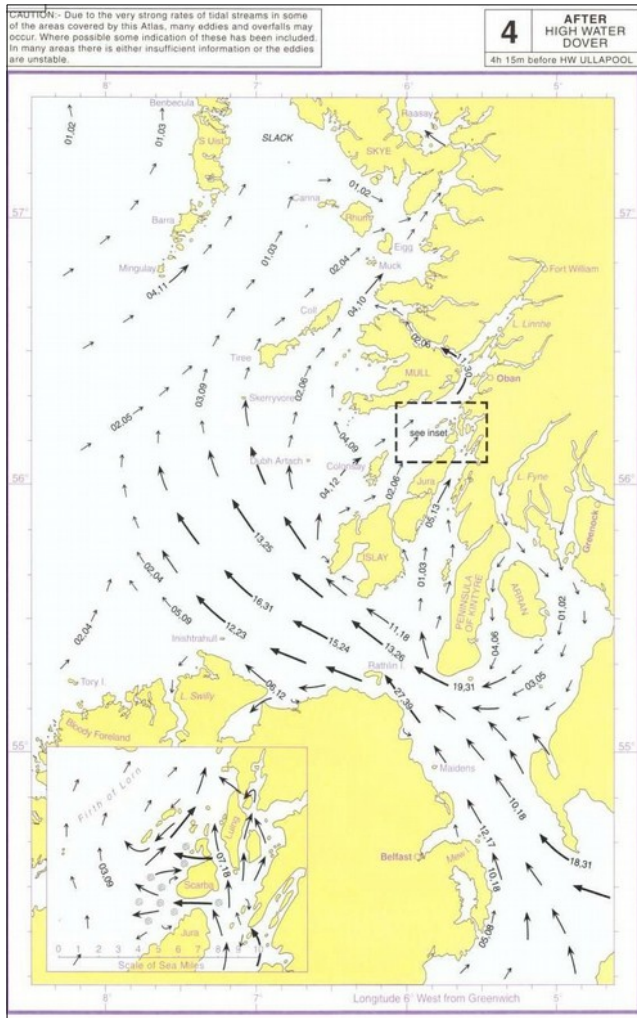 CAUTION:- Due to the very strong rates of tidal streams in some
of the areas covered by this Atlas, many eddies and overfalls may
occur. Where possible some indication of these has been included.
In many areas there is either insufficient information or the eddies
are unstable.
4
AFTER
HIGH WATER
DOVER
4h 15m before HW ULLAPOOL
8°
7°
6°
5°
Benbecula
Raasay
01,02
01,03
S Uist
SLACK
SKYE
57°
57°
Canna
01,02
Barra
Rhum
01,03
Eigg
02,04
Mingulay
04,11
Muck
Fort William
04,10
Coll
L. Linnhe
02,06
11,30
Tiree
MULL
Oban
02,06
03,09
Skerryvore
02,05
see inset
04,09
Dubh Artach
Colonsay
L. Fyne
56°
56°
04,12
02,06
Jura
05,13
Greenock
13,25
ISLAY
02,04
01,03
PENINSULA
OF KINTYRE
ARRAN
01,02
16,31
05,09
11,18
02,04
12,23
04,06
13,26
Inishtrahull
15,24
Rathlin I.
19,31
03,05
Tory I.
06,12
27,39
L. Swilly
Bloody Foreland
55°
55°
Maidens
Firth of Lorn
10,18
Luing
12,17
07,18
Belfast
Mew I.
18,31
03,09
10,18
Scarba
05,08
Jura
0 1 2 3 4 5 6 7 8 9 10
Scale of Sea Miles
8°
7°
6°
5°
Longitude 6° West from Greenwich